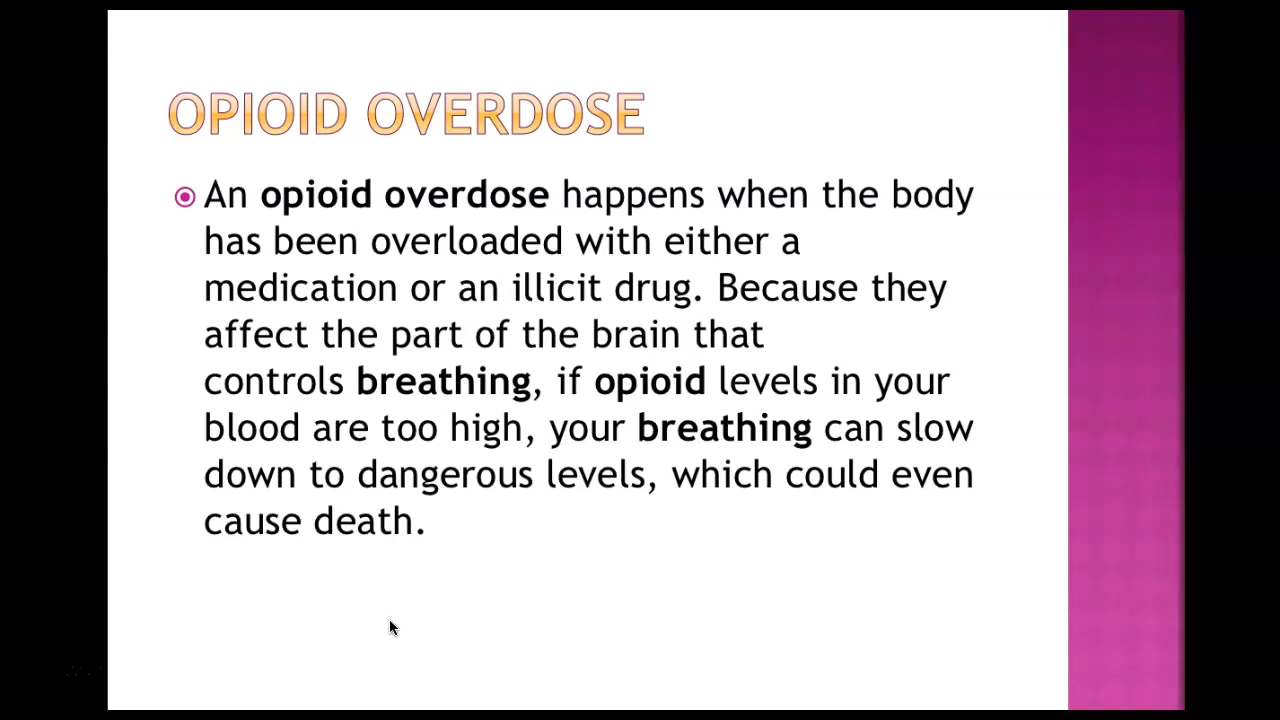 OPIOID OVERDOSE
An opioid overdose happens when the body
has been overloaded with either a
medication or an illicit drug. Because they
affect the part of the brain that
controls breathing, if opioid levels in your
blood are too high, your breathing can slow
down to dangerous levels, which could even
cause death.